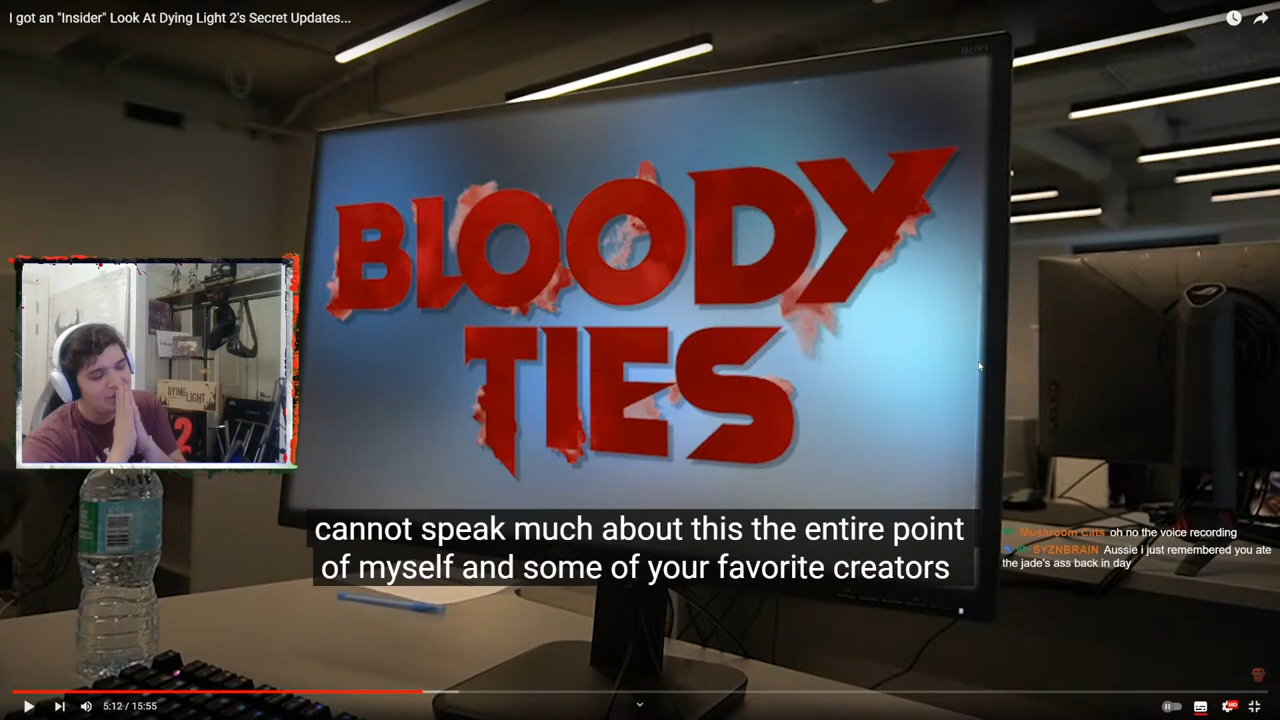 I got an "Insider" Look At Dying Light 2's Secret Updates...
BLOODY
TIES
DYING LIGHT
2
cannot speak much about this the entire point
of myself and some of your favorite creators
Mushroom Cats oh no the voice recording
SYZNBRAIN Aussie i just remembered you ate
the jade's ass back in day
5:12 / 15:55
HD